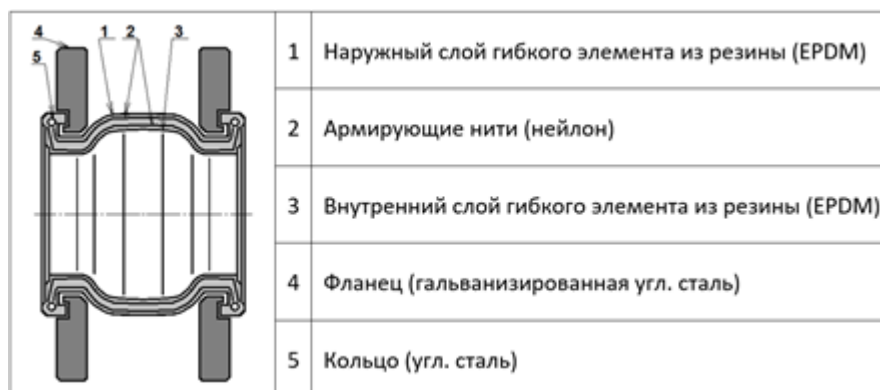 4 1 2 3
5
1 Наружный слой гибкого элемента из резины (EPDM)
2 Армирующие нити (нейлон)
3 Внутренний слой гибкого элемента из резины (EPDM)
4 Фланец (гальванизированная угл. сталь)
5 Кольцо (угл. сталь)